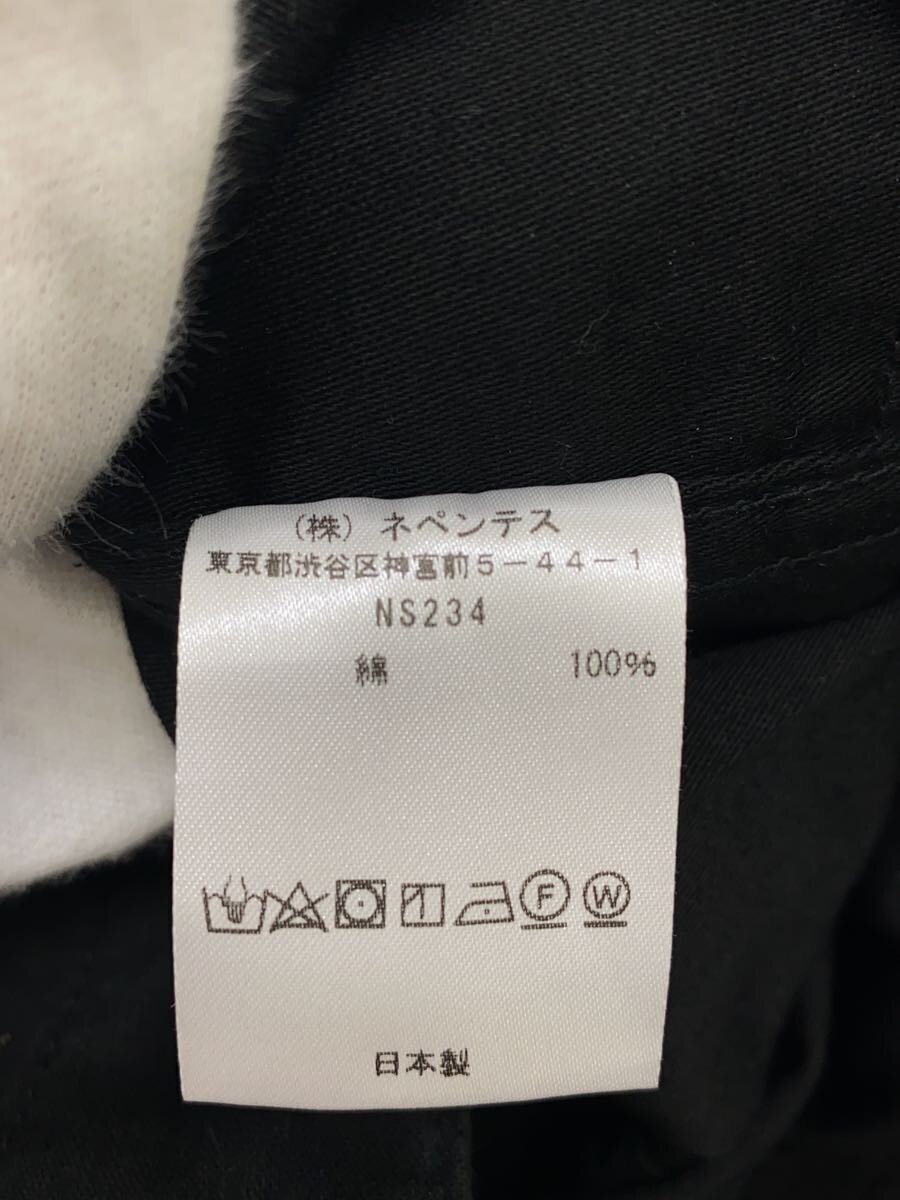 （株）ネペンテス
東京都渋谷区神宮前５－４４－１
NS234
綿 100%
F W
日本製